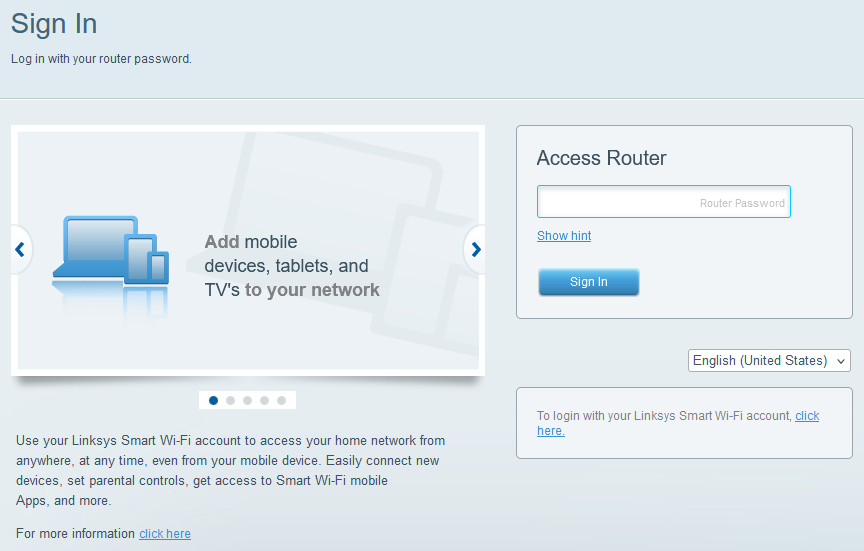 Sign In
Log in with your router password.
Add mobile
devices, tablets, and
TV's to your network
Access Router
Router Password
Show hint
Sign In
English (United States)
To login with your Linksys Smart Wi-Fi account, click
here.
Use your Linksys Smart Wi-Fi account to access your home network from
anywhere, at any time, even from your mobile device. Easily connect new
devices, set parental controls, get access to Smart Wi-Fi mobile
Apps, and more.
For more information click here